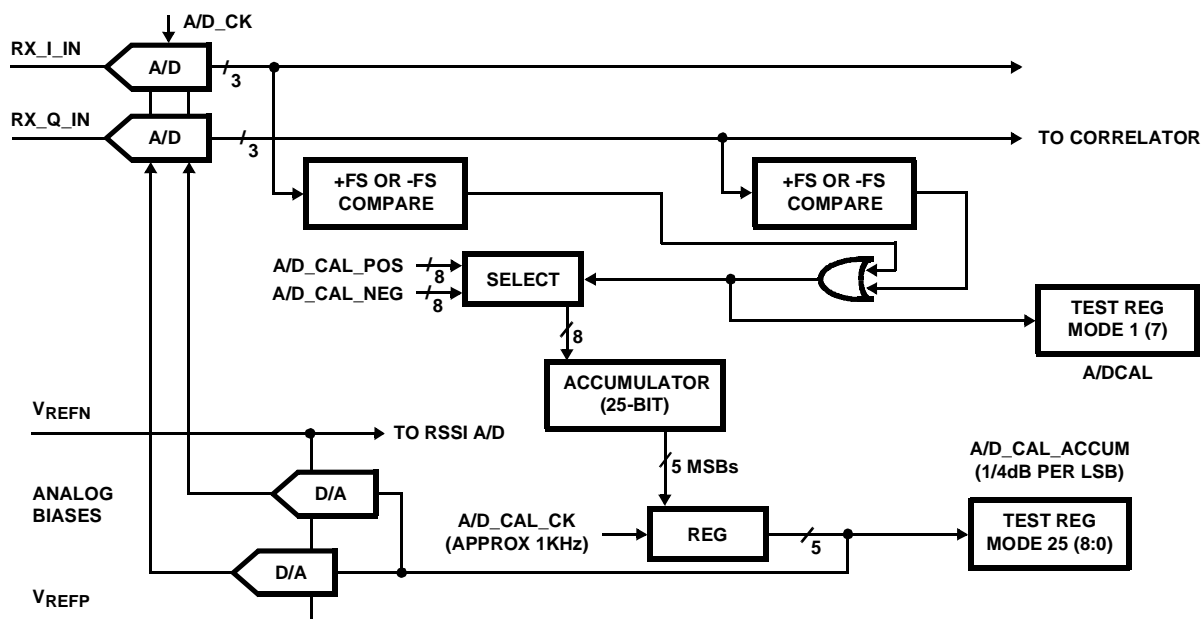 A/D_CK
RX_I_IN
A/D
3
RX_Q_IN
A/D
3
TO CORRELATOR
+FS OR -FS
COMPARE
+FS OR -FS
COMPARE
A/D_CAL_POS
8
A/D_CAL_NEG
8
SELECT
8
TEST REG
MODE 1 (7)
A/DCAL
ACCUMULATOR
(25-BIT)
VREFN
TO RSSI A/D
5 MSBs
A/D_CAL_ACCUM
(1/4dB PER LSB)
ANALOG
BIASES
D/A
A/D_CAL_CK
(APPROX 1KHz)
REG
5
TEST REG
MODE 25 (8:0)
D/A
VREFP